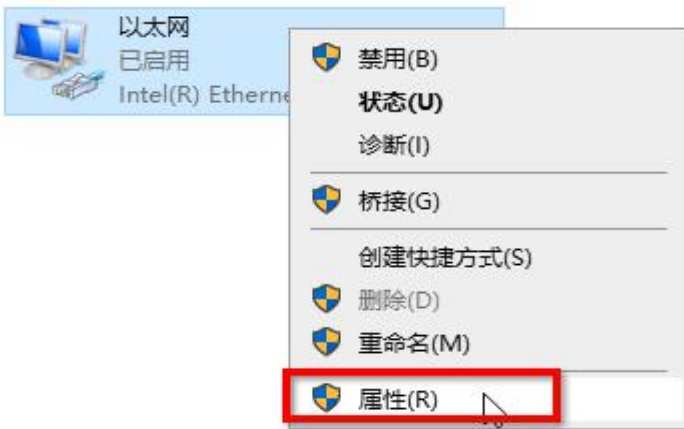 以太网
已启用
Intel(R) Etherne
禁用(B)
状态(U)
诊断(I)
桥接(G)
创建快捷方式(S)
删除(D)
重命名(M)
属性(R)